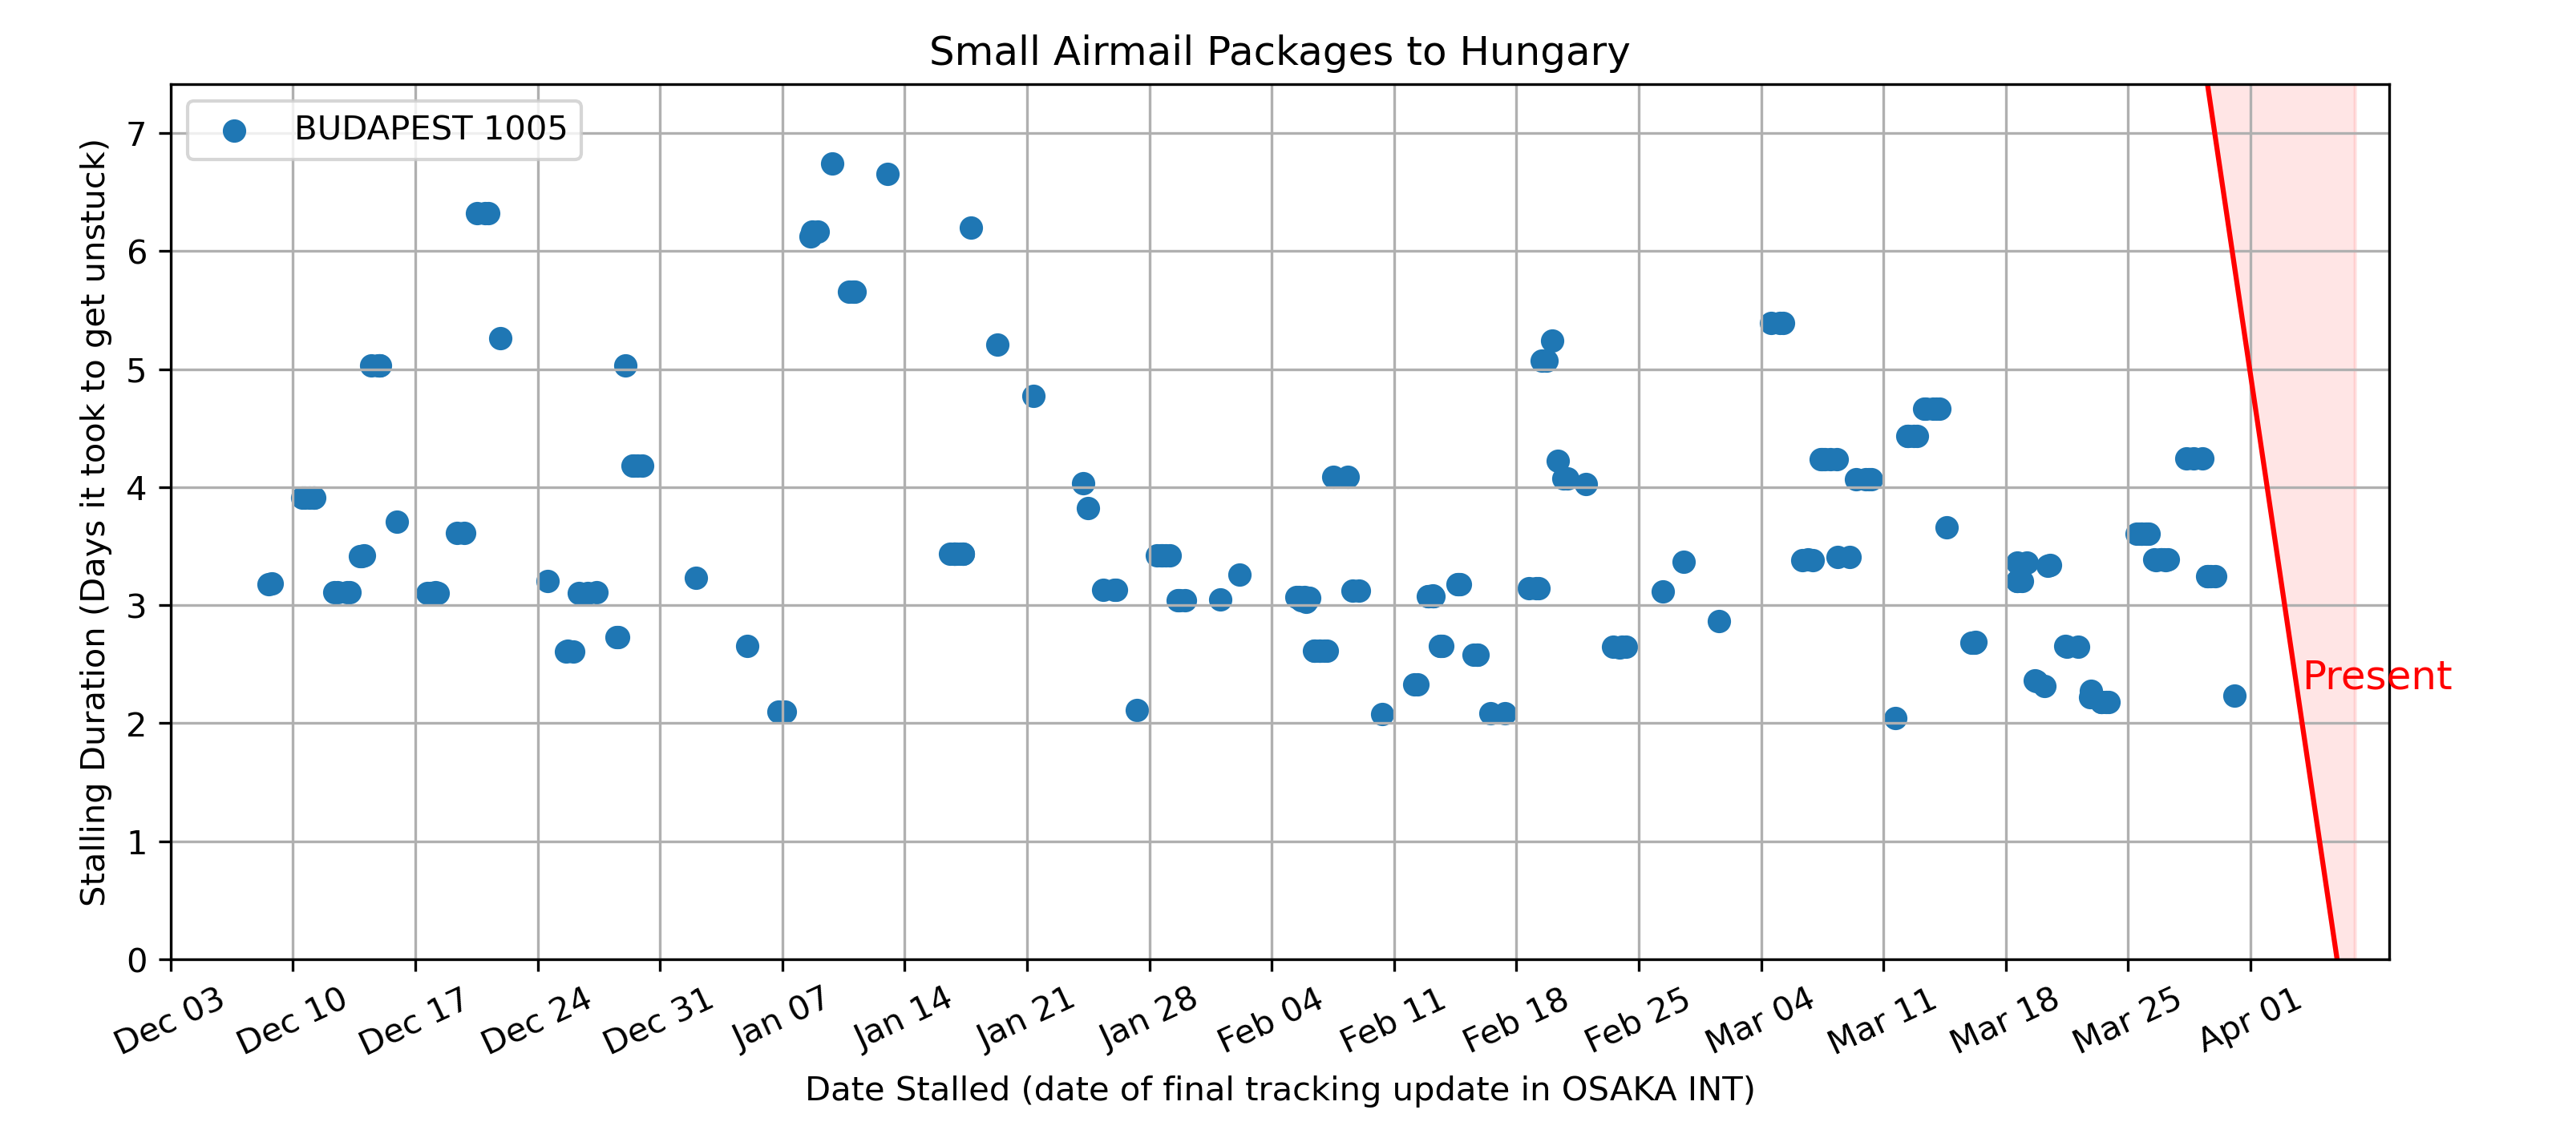 Small Airmail Packages to Hungary
BUDAPEST 1005
Stalling Duration (Days it took to get unstuck)
7
6
5
4
3
2
1
0
Present
Dec 03
Dec 10
Dec 17
Dec 24
Dec 31
Jan 07
Jan 14
Jan 21
Jan 28
Feb 04
Feb 11
Feb 18
Feb 25
Mar 04
Mar 11
Mar 18
Mar 25
Apr 01
Date Stalled (date of final tracking update in OSAKA INT)